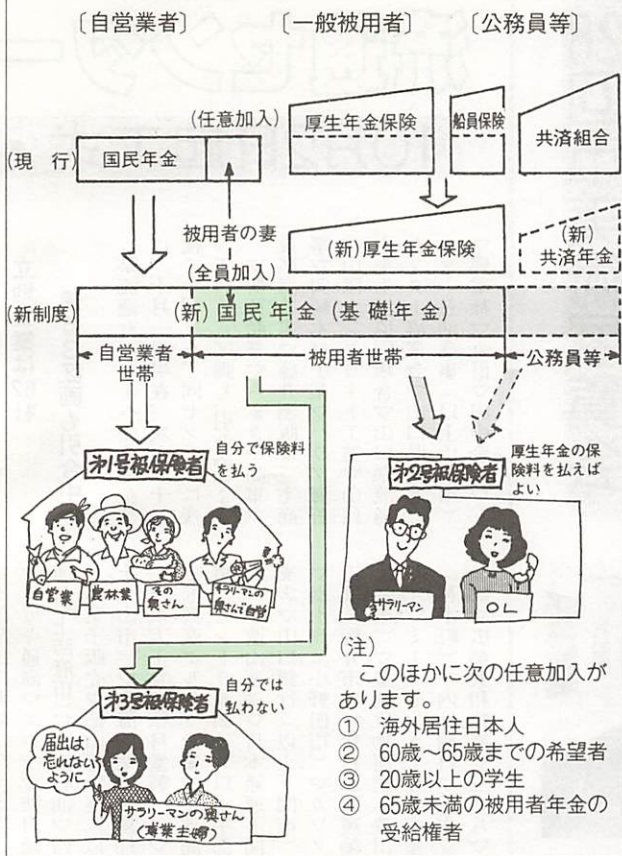 〔自営業者〕 〔一般被用者〕 〔公務員等〕
(任意加入)
厚生年金保険
船員保険
共済組合
(現 行)
国民年金
被用者の妻
(全員加入)
(新)厚生年金保険
(新)
共済年金
(新制度)
(新)国民年金(基礎年金)
自営業者
世帯
被用者世帯
公務員等
第1号被保険者
自分で保険料
を払う
自営業
農林業
その
奥さん
サラリーマンの
奥さんで自営
第2号被保険者
厚生年金の保
険料を払えば
よい
サラリーマン
OL
第3号被保険者
自分では
払わない
届出は
忘れない
ように
サラリーマンの奥さん
(専業主婦)
(注)
このほかに次の任意加入が
あります。
① 海外居住日本人
② 60歳~65歳までの希望者
③ 20歳以上の学生
④ 65歳未満の被用者年金の
受給権者